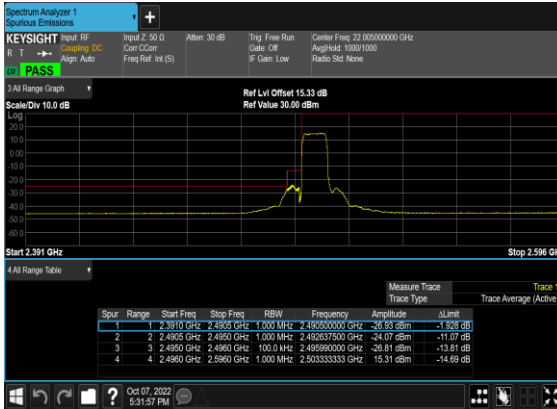 Spectrum Analyzer 1
Spurious Emissions
KEYSIGHT
R T
PASS
Input: RF
Coupling: DC
Align: Auto
Input Z: 50 Ω
Corr CCorr
Freq Ref: Int (S)
Atten: 30 dB
Trig: Free Run
Gate: Off
IF Gain: Low
Center Freq: 22.005000000 GHz
Avg|Hold: 1000/1000
Radio Std: None
3 All Range Graph
Scale/Div 10.0 dB
Ref Lvl Offset 15.33 dB
Ref Value 30.00 dBm
Log
20.0
10.0
0.00
-10.0
-20.0
-30.0
-40.0
-50.0
-60.0
Start 2.391 GHz
Stop 2.596 G
4 All Range Table
Measure Trace Trace 1
Trace Type Trace Average (Active
Spur Range Start Freq Stop Freq RBW Frequency Amplitude ΔLimit
1 1 2.3910 GHz 2.4905 GHz 1.000 MHz 2.490500000 GHz -26.93 dBm -1.928 dB
2 2 2.4905 GHz 2.4950 GHz 1.000 MHz 2.492637500 GHz -24.07 dBm -11.07 dB
3 3 2.4950 GHz 2.4960 GHz 100.0 kHz 2.495990000 GHz -26.81 dBm -13.81 dB
4 4 2.4960 GHz 2.5960 GHz 1.000 MHz 2.503333333 GHz 15.31 dBm -14.69 dB
Oct 07, 2022
5:31:57 PM